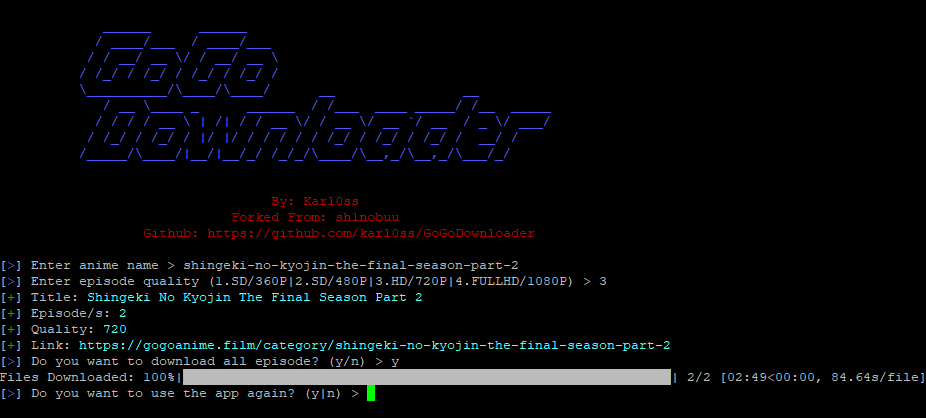 GoGo
Downloader
By: Karl0ss
Forked From: sh1nobuu
Github: https://github.com/karl0ss/GoGoDownloader
[>] Enter anime name > shingeki-no-kyojin-the-final-season-part-2
[>] Enter episode quality (1.SD/360P|2.SD/480P|3.HD/720P|4.FULLHD/1080P) > 3
[+] Title: Shingeki No Kyojin The Final Season Part 2
[+] Episode/s: 2
[+] Quality: 720
[+] Link: https://gogoanime.film/category/shingeki-no-kyojin-the-final-season-part-2
[>] Do you want to download all episode? (y/n) > y
Files Downloaded: 100%|| 2/2 [02:49<00:00, 84.64s/file]
[>] Do you want to use the app again? (y|n) >